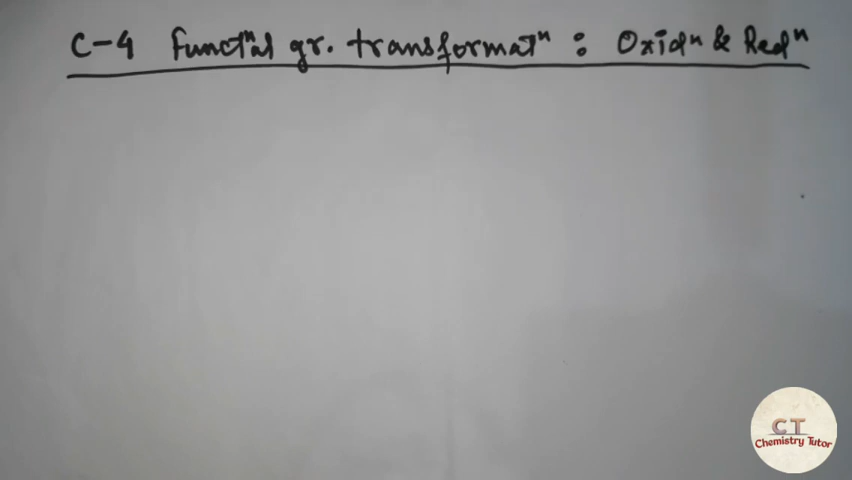 C-4 Functⁿal gr. transformatⁿ : Oxidⁿ & Redⁿ
CT
Chemistry Tutor